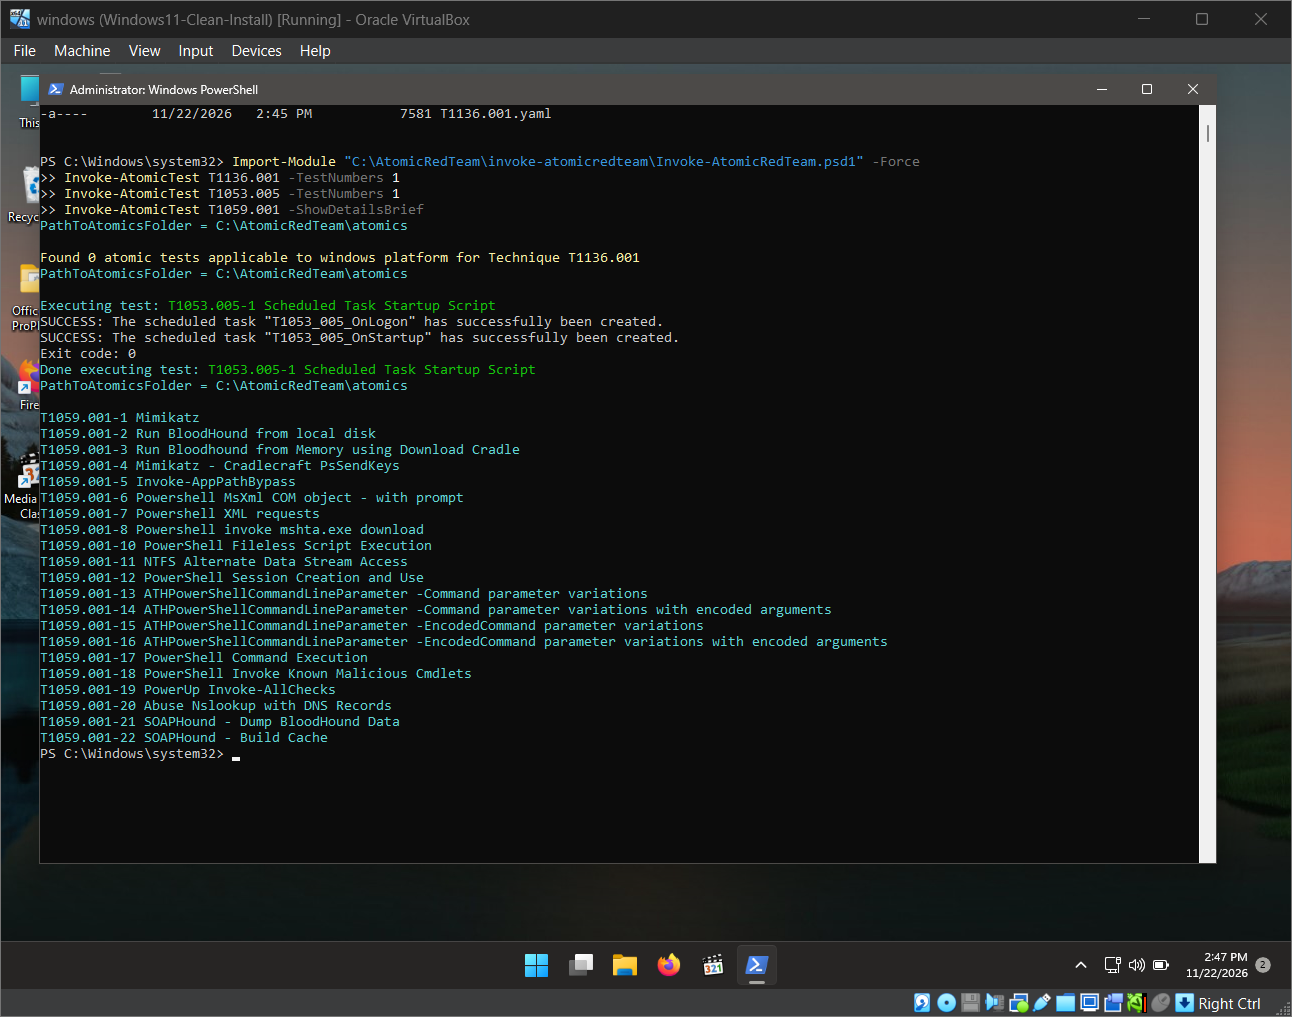 windows (Windows11-Clean-Install) [Running] - Oracle VirtualBox
File Machine View Input Devices Help
Administrator: Windows PowerShell
-a---- 11/22/2026 2:45 PM 7581 T1136.001.yaml
PS C:\Windows\system32> Import-Module "C:\AtomicRedTeam\invoke-atomicredteam\Invoke-AtomicRedTeam.psd1" -Force
>> Invoke-AtomicTest T1136.001 -TestNumbers 1
>> Invoke-AtomicTest T1053.005 -TestNumbers 1
>> Invoke-AtomicTest T1059.001 -ShowDetailsBrief
PathToAtomicsFolder = C:\AtomicRedTeam\atomics
Found 0 atomic tests applicable to windows platform for Technique T1136.001
PathToAtomicsFolder = C:\AtomicRedTeam\atomics
Executing test: T1053.005-1 Scheduled Task Startup Script
SUCCESS: The scheduled task "T1053_005_OnLogon" has successfully been created.
SUCCESS: The scheduled task "T1053_005_OnStartup" has successfully been created.
Exit code: 0
Done executing test: T1053.005-1 Scheduled Task Startup Script
PathToAtomicsFolder = C:\AtomicRedTeam\atomics
T1059.001-1 Mimikatz
T1059.001-2 Run BloodHound from local disk
T1059.001-3 Run Bloodhound from Memory using Download Cradle
T1059.001-4 Mimikatz - Cradlecraft PsSendKeys
T1059.001-5 Invoke-AppPathBypass
T1059.001-6 Powershell MsXml COM object - with prompt
T1059.001-7 Powershell XML requests
T1059.001-8 Powershell invoke mshta.exe download
T1059.001-10 PowerShell Fileless Script Execution
T1059.001-11 NTFS Alternate Data Stream Access
T1059.001-12 PowerShell Session Creation and Use
T1059.001-13 ATHPowerShellCommandLineParameter -Command parameter variations
T1059.001-14 ATHPowerShellCommandLineParameter -Command parameter variations with encoded arguments
T1059.001-15 ATHPowerShellCommandLineParameter -EncodedCommand parameter variations
T1059.001-16 ATHPowerShellCommandLineParameter -EncodedCommand parameter variations with encoded arguments
T1059.001-17 PowerShell Command Execution
T1059.001-18 PowerShell Invoke Known Malicious Cmdlets
T1059.001-19 PowerUp Invoke-AllChecks
T1059.001-20 Abuse Nslookup with DNS Records
T1059.001-21 SOAPHound - Dump BloodHound Data
T1059.001-22 SOAPHound - Build Cache
PS C:\Windows\system32>
This
Recyc
Offic
ProPl
Fire
Media
Clas
321
2:47 PM
11/22/2026
2
Right Ctrl